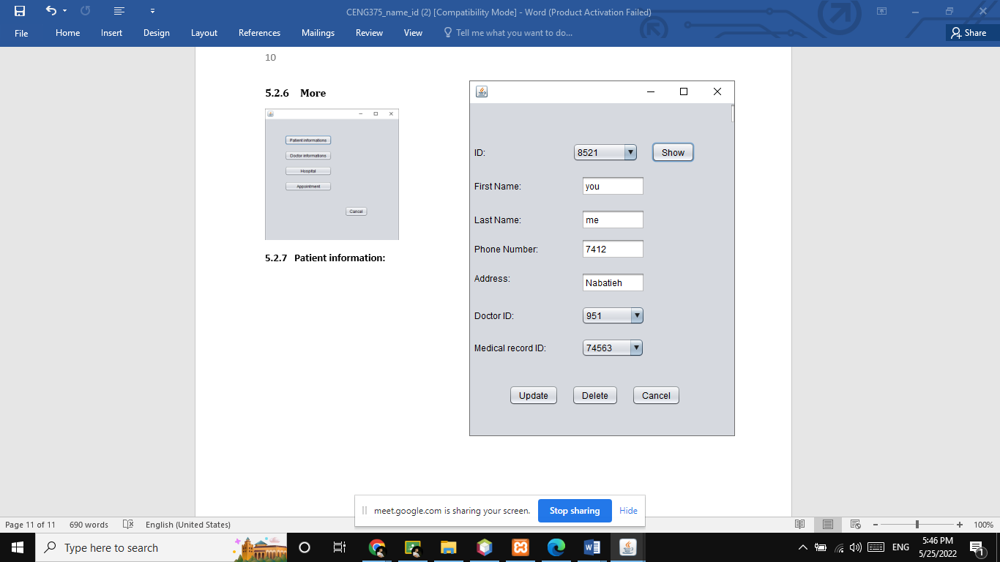 CENG375_name_id (2) [Compatibility Mode] - Word (Product Activation Failed)
File Home Insert Design Layout References Mailings Review View Tell me what you want to do... Share
10
5.2.6 More
Patient informations
Doctor informations
Hospital
Appointment
Cancel
5.2.7 Patient information:
ID: 8521 Show
First Name: you
Last Name: me
Phone Number: 7412
Address: Nabatieh
Doctor ID: 951
Medical record ID: 74563
Update Delete Cancel
meet.google.com is sharing your screen. Stop sharing Hide
Page 11 of 11 690 words English (United States) 100%
Type here to search ENG 5:46 PM
5/25/2022 1